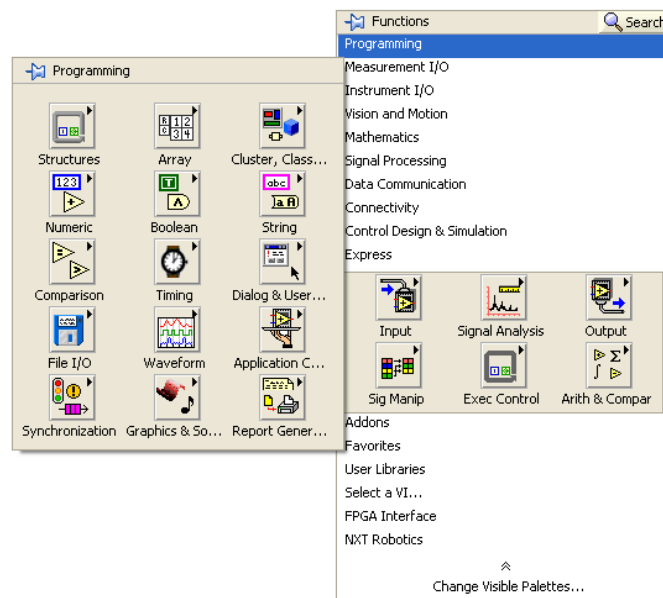 Functions
Search
Programming
Measurement I/O
Instrument I/O
Vision and Motion
Mathematics
Signal Processing
Data Communication
Connectivity
Control Design & Simulation
Express
Input Signal Analysis Output
Sig Manip Exec Control Arith & Compar
Addons
Favorites
User Libraries
Select a VI...
FPGA Interface
NXT Robotics
Change Visible Palettes...
Programming
Structures Array Cluster, Class...
Numeric Boolean String
Comparison Timing Dialog & User...
File I/O Waveform Application C...
Synchronization Graphics & So... Report Gener...